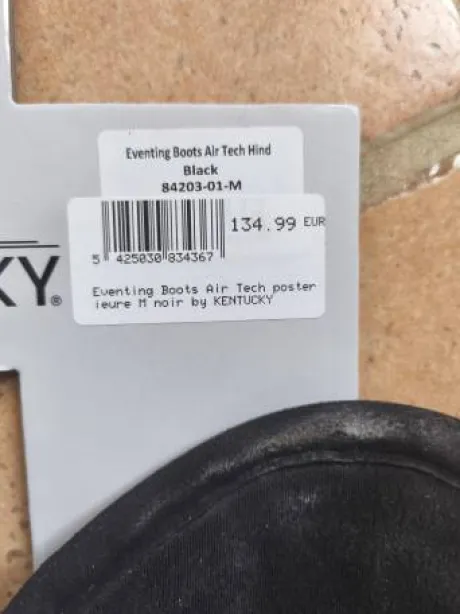 Eventing Boots Air Tech Hind
Black
84203-01-M
134.99 EUR
5 425030 834367
Eventing Boots Air Tech poster
ieure M noir by KENTUCKY
KY®